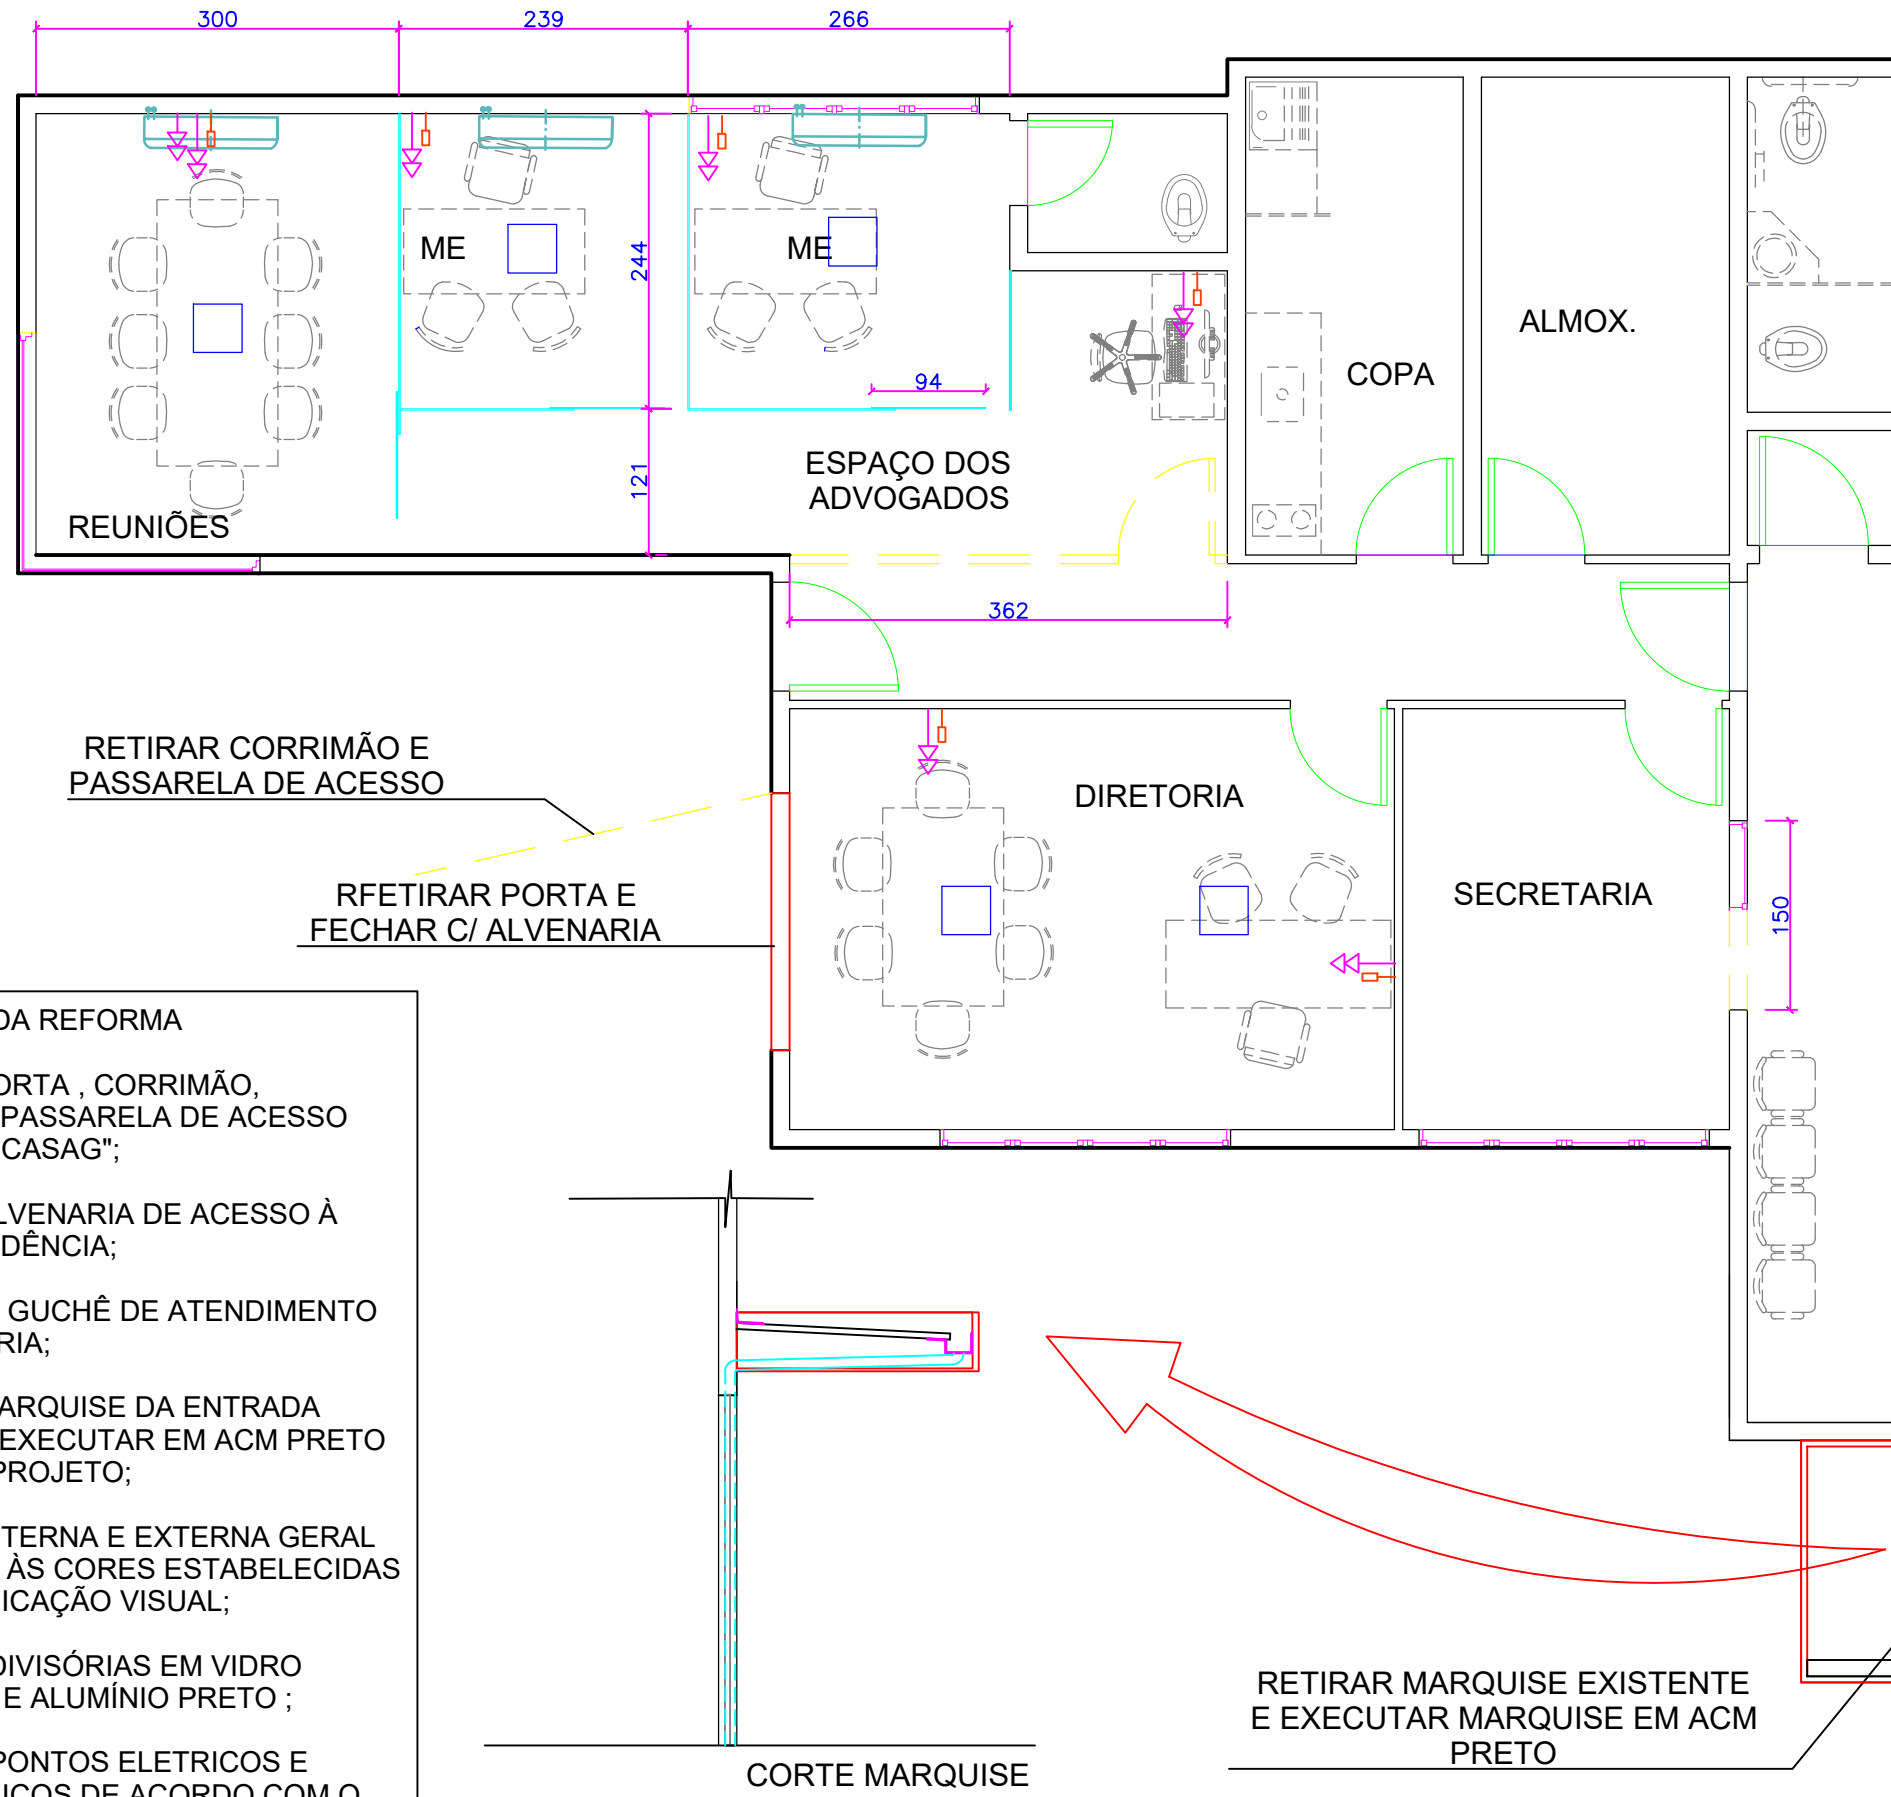 300
239
266
ME
ME
244
94
121
ALMOX.
COPA
ESPAÇO DOS
ADVOGADOS
REUNIÕES
362
RETIRAR CORRIMÃO E
PASSARELA DE ACESSO
DIRETORIA
RFETIRAR PORTA E
FECHAR C/ ALVENARIA
SECRETARIA
150
DA REFORMA
ORTA , CORRIMÃO,
PASSARELA DE ACESSO
CASAG";
LVENARIA DE ACESSO À
DÊNCIA;
GUCHÊ DE ATENDIMENTO
RIA;
ARQUISE DA ENTRADA
EXECUTAR EM ACM PRETO
PROJETO;
TERNA E EXTERNA GERAL
ÀS CORES ESTABELECIDAS
ICAÇÃO VISUAL;
DIVISÓRIAS EM VIDRO
E ALUMÍNIO PRETO ;
PONTOS ELETRICOS E
ICOS DE ACORDO COM O
CORTE MARQUISE
RETIRAR MARQUISE EXISTENTE
E EXECUTAR MARQUISE EM ACM
PRETO